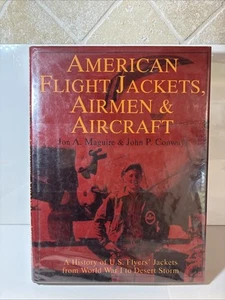 AMERICAN
FLIGHT JACKETS,
AIRMEN &
AIRCRAFT
Jon A. Maguire & John P. Conway
A History of U.S. Flyers' Jackets
from World War I to Desert Storm